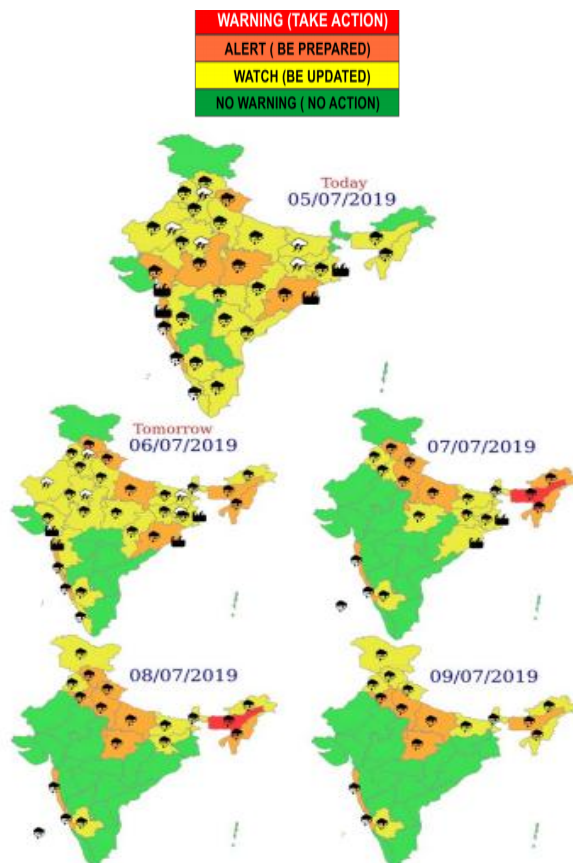 WARNING (TAKE ACTION)
ALERT ( BE PREPARED)
WATCH (BE UPDATED)
NO WARNING ( NO ACTION)
Today
05/07/2019
Tomorrow
06/07/2019
07/07/2019
08/07/2019
09/07/2019